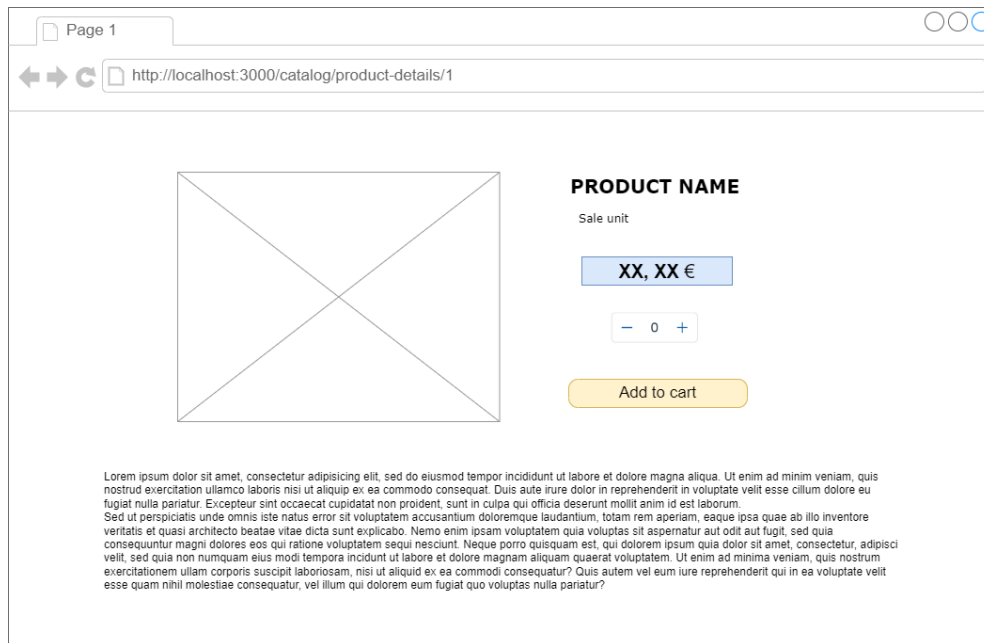 Page 1
http://localhost:3000/catalog/product-details/1
PRODUCT NAME
Sale unit
XX, XX €
− 0 +
Add to cart
Lorem ipsum dolor sit amet, consectetur adipisicing elit, sed do eiusmod tempor incididunt ut labore et dolore magna aliqua. Ut enim ad minim veniam, quis
nostrud exercitation ullamco laboris nisi ut aliquip ex ea commodo consequat. Duis aute irure dolor in reprehenderit in voluptate velit esse cillum dolore eu
fugiat nulla pariatur. Excepteur sint occaecat cupidatat non proident, sunt in culpa qui officia deserunt mollit anim id est laborum.
Sed ut perspiciatis unde omnis iste natus error sit voluptatem accusantium doloremque laudantium, totam rem aperiam, eaque ipsa quae ab illo inventore
veritatis et quasi architecto beatae vitae dicta sunt explicabo. Nemo enim ipsam voluptatem quia voluptas sit aspernatur aut odit aut fugit, sed quia
consequuntur magni dolores eos qui ratione voluptatem sequi nesciunt. Neque porro quisquam est, qui dolorem ipsum quia dolor sit amet, consectetur, adipisci
velit, sed quia non numquam eius modi tempora incidunt ut labore et dolore magnam aliquam quaerat voluptatem. Ut enim ad minima veniam, quis nostrum
exercitationem ullam corporis suscipit laboriosam, nisi ut aliquid ex ea commodi consequatur? Quis autem vel eum iure reprehenderit qui in ea voluptate velit
esse quam nihil molestiae consequatur, vel illum qui dolorem eum fugiat quo voluptas nulla pariatur?